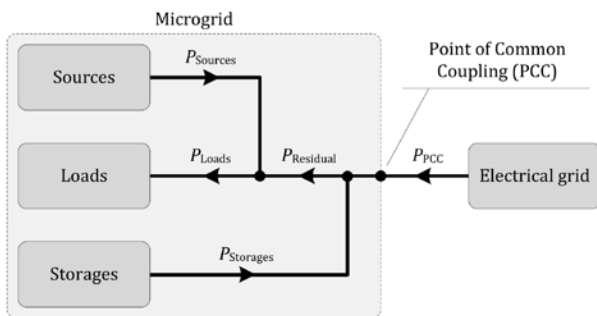 Microgrid
Sources
P_Sources
Point of Common
Coupling (PCC)
Loads
P_Loads
P_Residual
P_PCC
Electrical grid
Storages
P_Storages